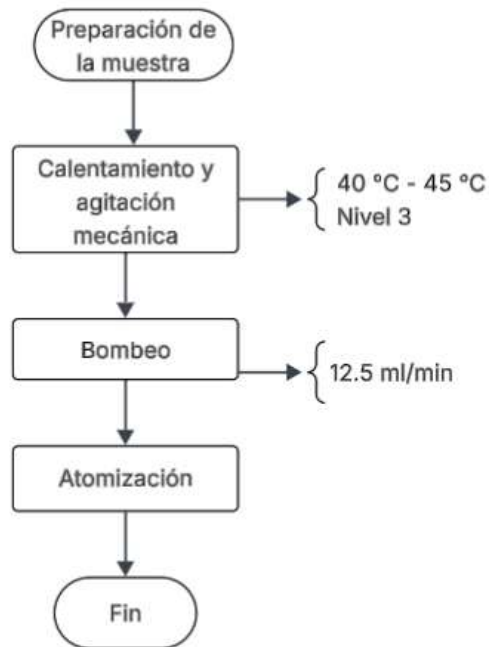 Preparación de
la muestra
Calentamiento y
agitación
mecánica
40 °C - 45 °C
Nivel 3
Bombeo
12.5 ml/min
Atomización
Fin